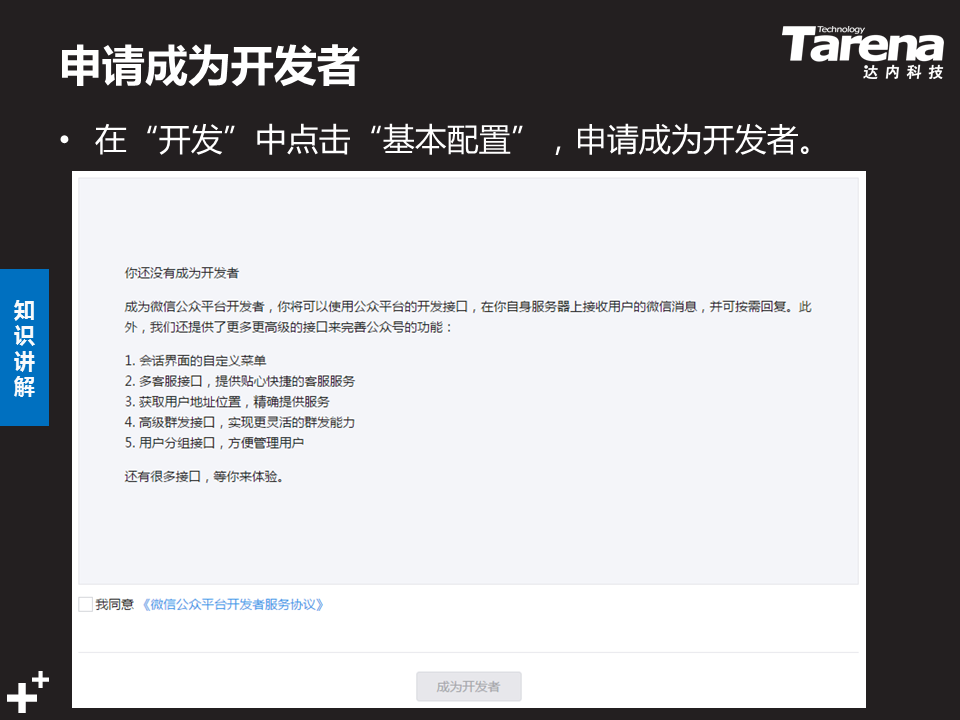 申请成为开发者
Technology
Tarena
达内科技
• 在“开发”中点击“基本配置”，申请成为开发者。
知识讲解
你还没有成为开发者
成为微信公众平台开发者，你将可以使用公众平台的开发接口，在你自身服务器上接收用户的微信消息，并可按需回复。此
外，我们还提供了更多更高级的接口来完善公众号的功能：
1. 会话界面的自定义菜单
2. 多客服接口，提供贴心快捷的客服服务
3. 获取用户地址位置，精确提供服务
4. 高级群发接口，实现更灵活的群发能力
5. 用户分组接口，方便管理用户
还有很多接口，等你来体验。
我同意《微信公众平台开发者服务协议》
成为开发者